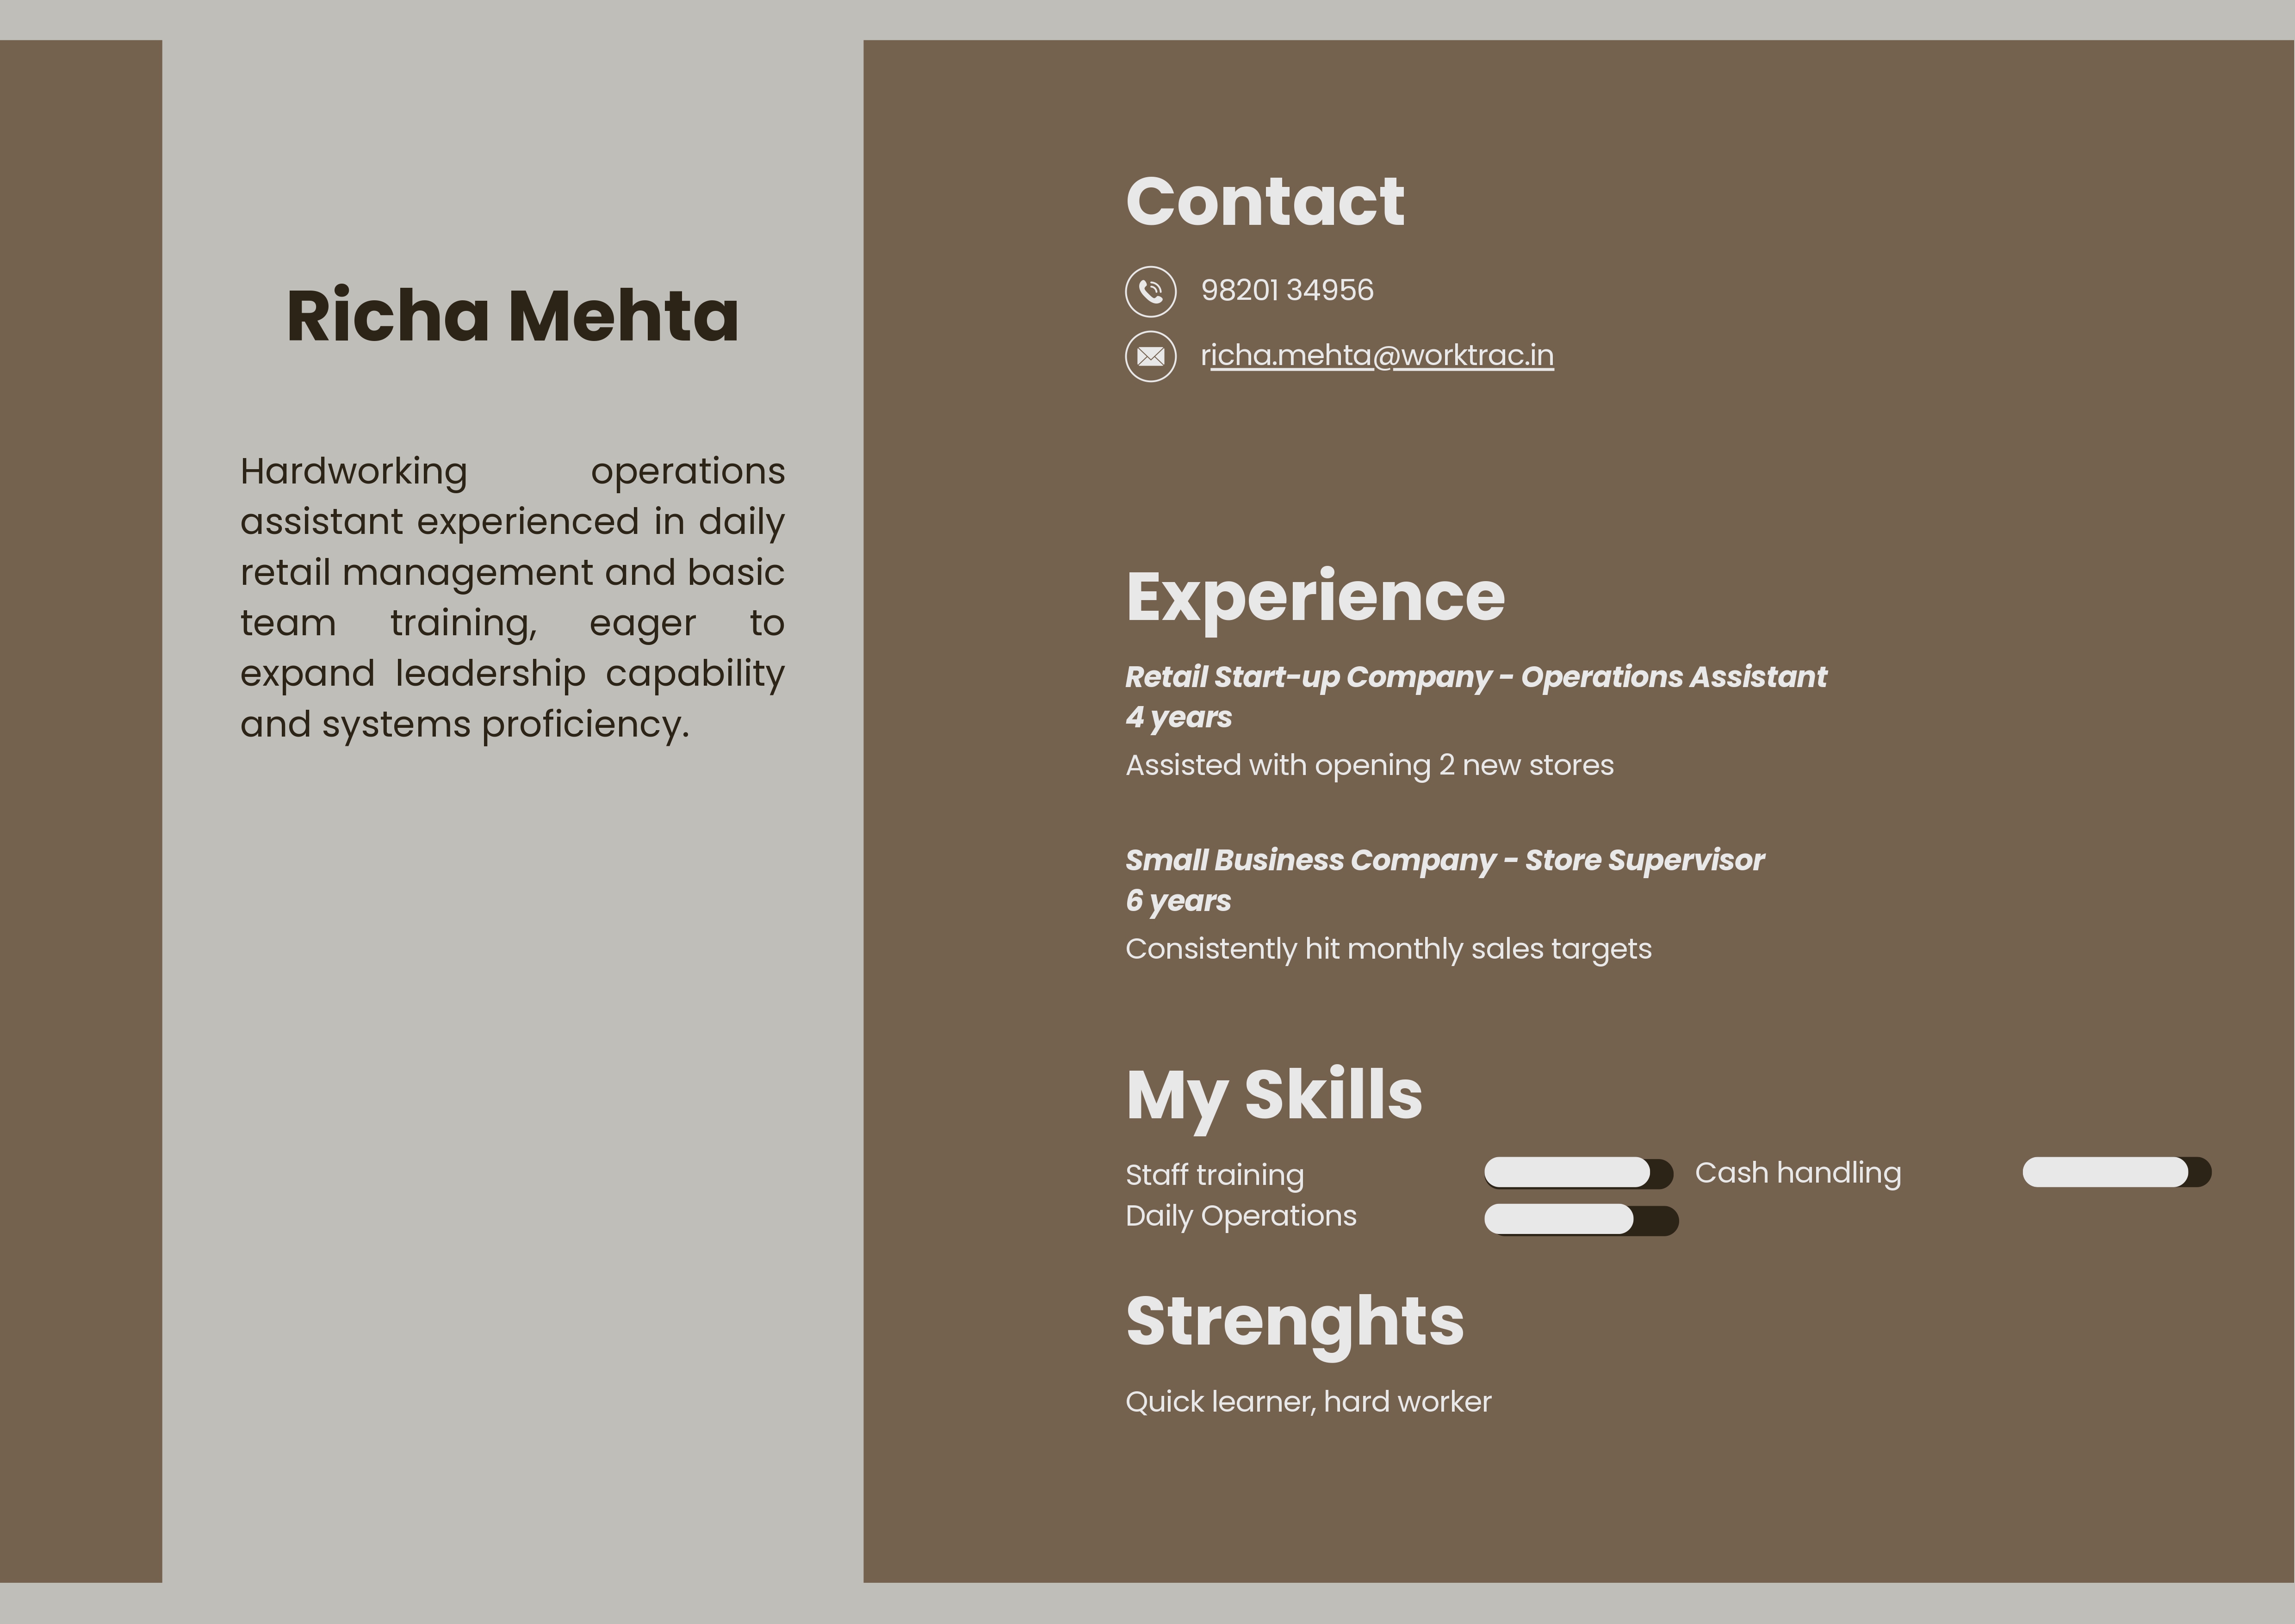 Richa Mehta
Hardworking operations
assistant experienced in daily
retail management and basic
team training, eager to
expand leadership capability
and systems proficiency.
Contact
98201 34956
richa.mehta@worktrac.in
Experience
Retail Start-up Company - Operations Assistant
4 years
Assisted with opening 2 new stores
Small Business Company - Store Supervisor
6 years
Consistently hit monthly sales targets
My Skills
Staff training
Cash handling
Daily Operations
Strenghts
Quick learner, hard worker